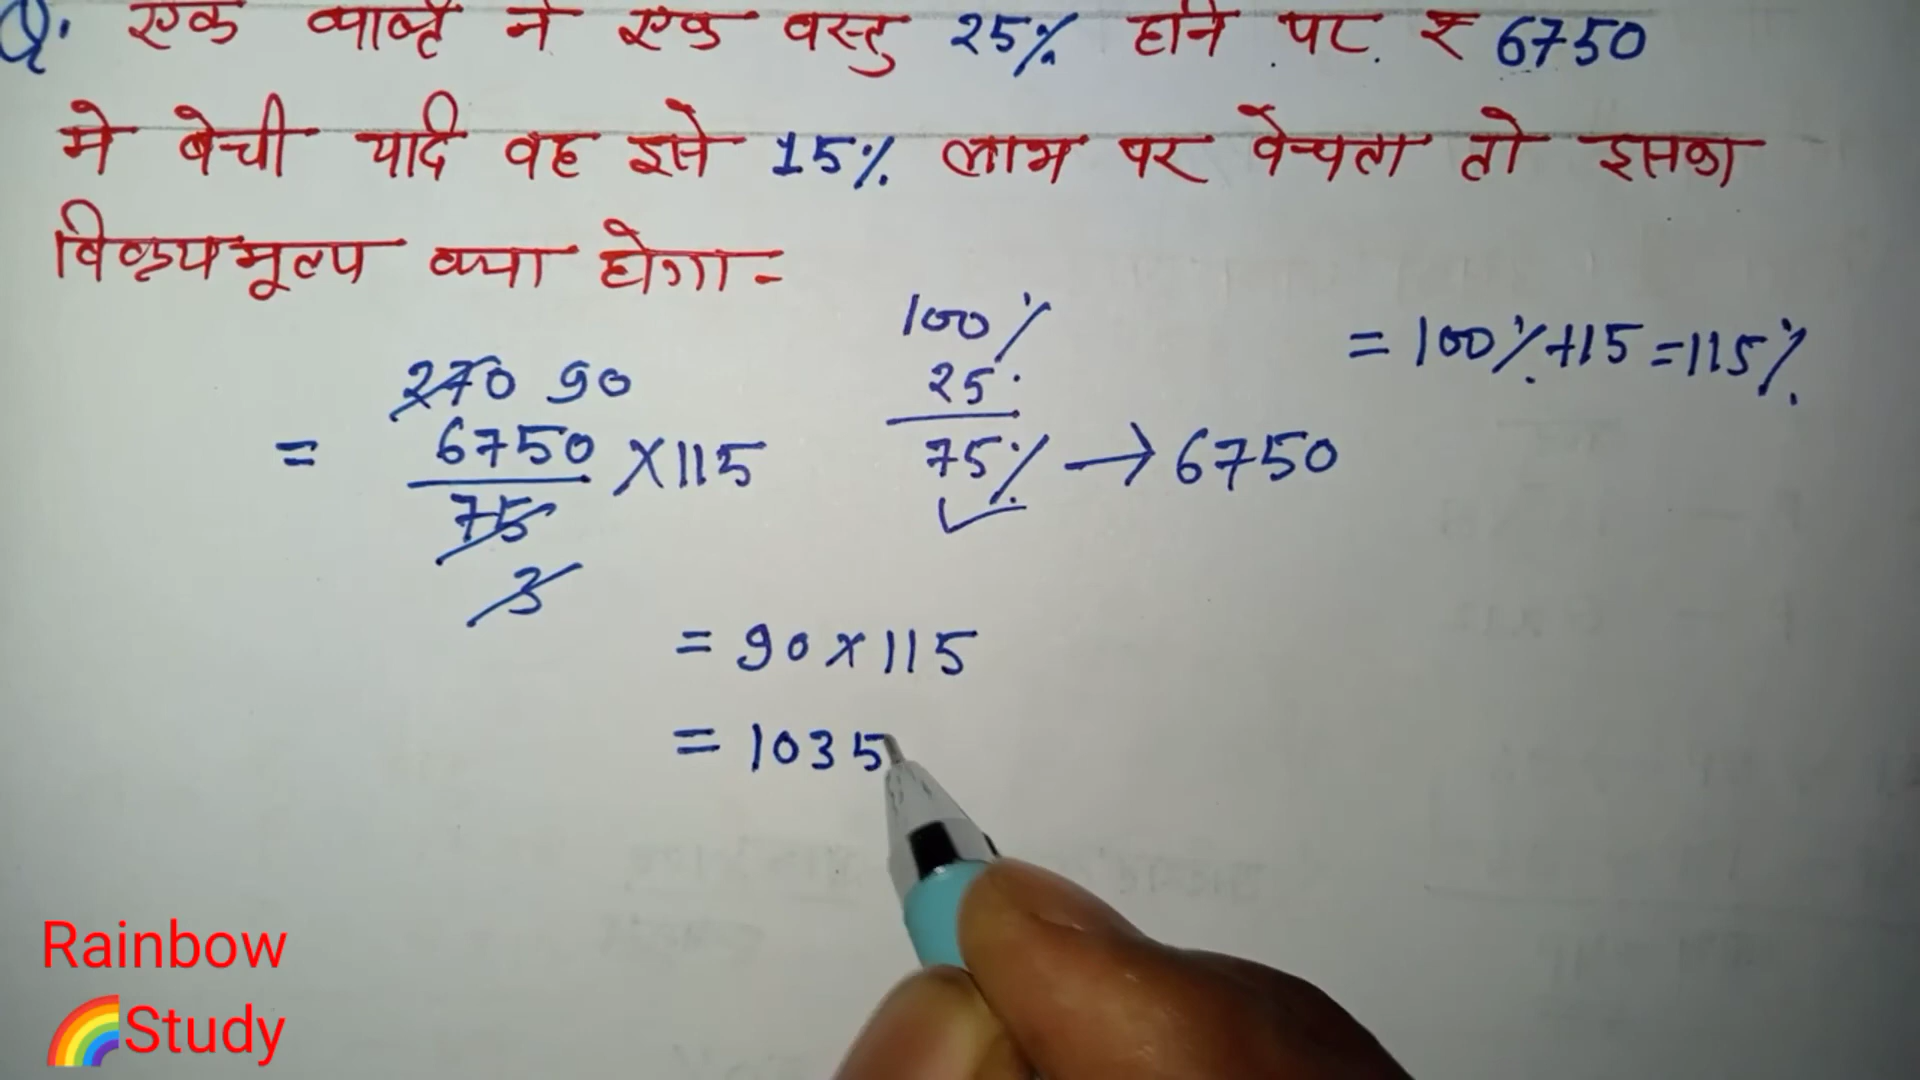 Q. एक व्यक्ति ने एक वस्तु 25% हानि पर ₹ 6750
मे बेची यदि वह इसे 15% लाभ पर बेचता तो इसका
विक्रयमूल्य क्या होगा -
100%
25
75% → 6750
= 100% + 15 = 115%
270 90
= 6750 × 115
75
3
= 90 × 115
= 1035
Rainbow
Study